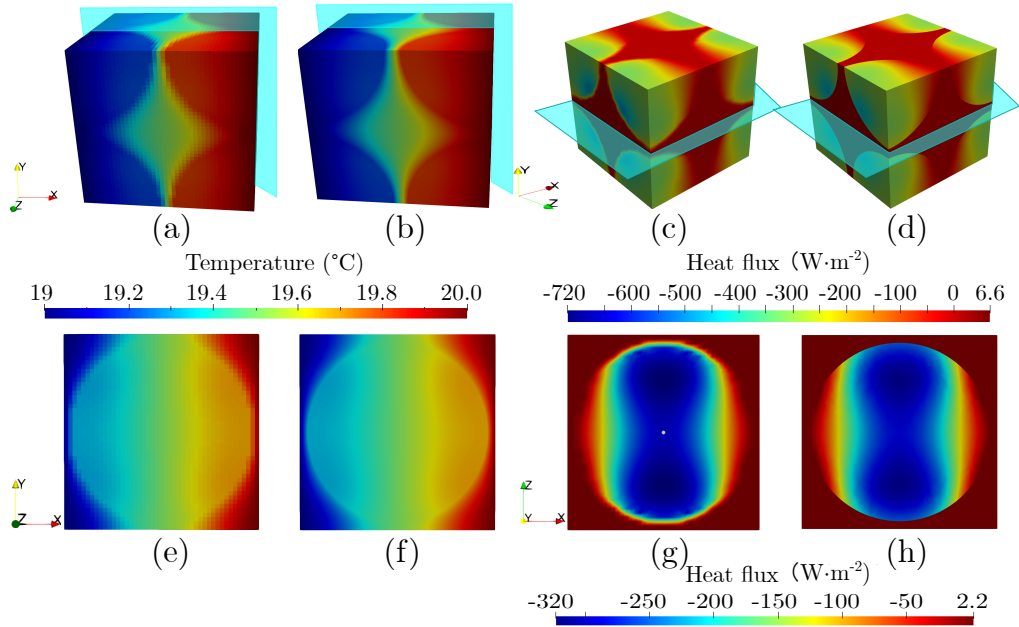 Y
X
Z
Y
X
Z
(a) (b) (c) (d)
Temperature (°C)
19 19.2 19.4 19.6 19.8 20.0
Heat flux (W·m-2)
-720 -600 -500 -400 -300 -200 -100 0 6.6
Y
Z
X
Z
Y
X
(e) (f) (g) (h)
Heat flux (W·m-2)
-320 -250 -200 -150 -100 -50 2.2